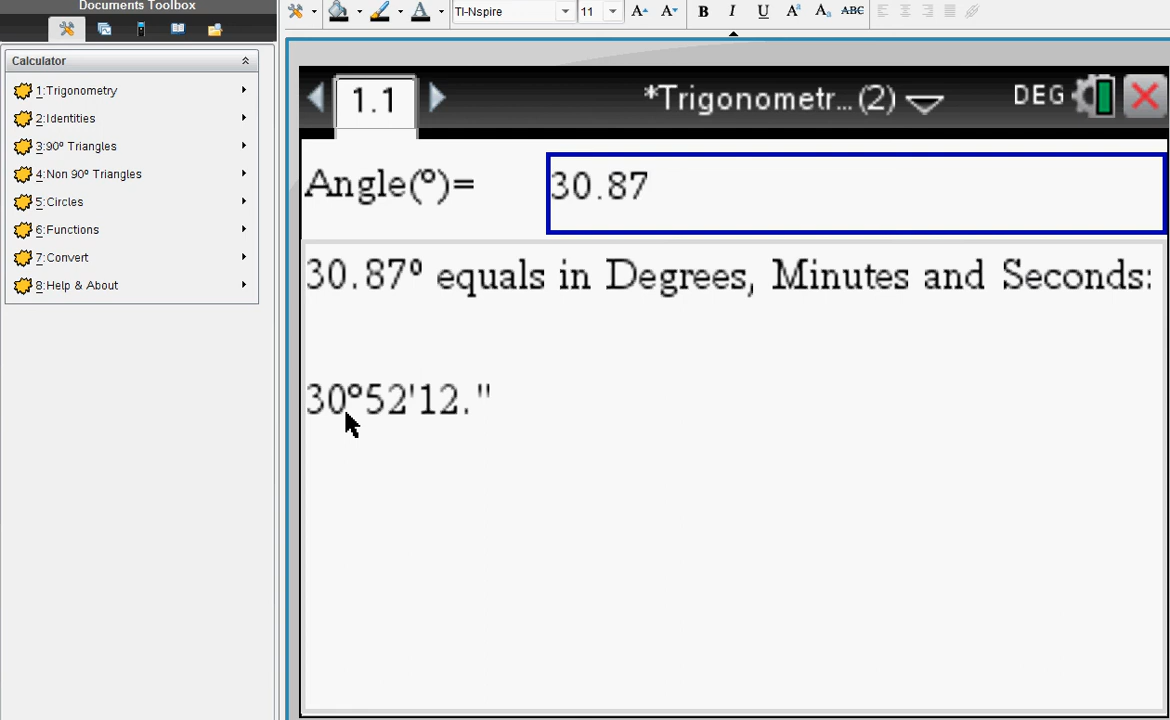 Documents Toolbox
TI-Nspire 11 A A A B I U A A ABC
Calculator
1:Trigonometry
2:Identities
3:90º Triangles
4:Non 90º Triangles
5:Circles
6:Functions
7:Convert
8:Help & About
1.1 *Trigonometr... (2) DEG
Angle(º)= 30.87
30.87º equals in Degrees, Minutes and Seconds:
30º52'12."